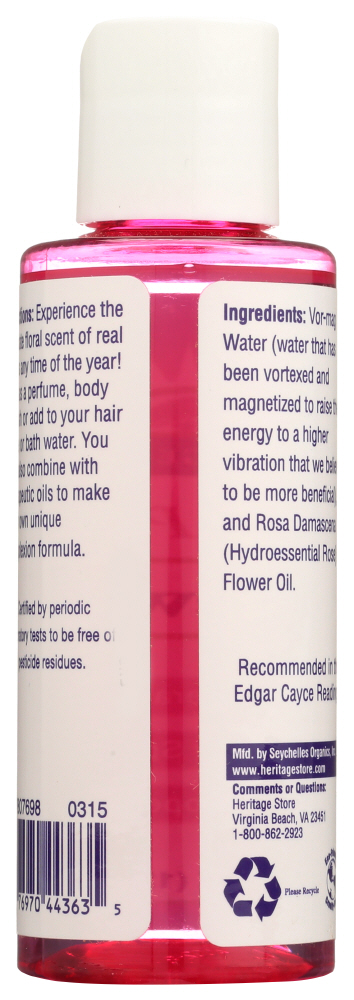 Experience the
floral scent of real
any time of the year!
a perfume, body
or add to your hair
or bath water. You
combine with
oils to make
own unique
formula.
Certified by periodic
tests to be free of
pesticide residues.
0315
44363 5
Ingredients: Vor-mag
Water (water that has
been vortexed and
magnetized to raise the
energy to a higher
vibration that we
to be more beneficial)
and Rosa Damascena
(Hydroessential Rose)
Flower Oil.
Recommended in
Edgar Cayce
Mfd. by Seychelles Organics,
www.heritagestore.com
Comments or Questions:
Heritage Store
Virginia Beach, VA 23451
1-800-862-2923
Please Recycle